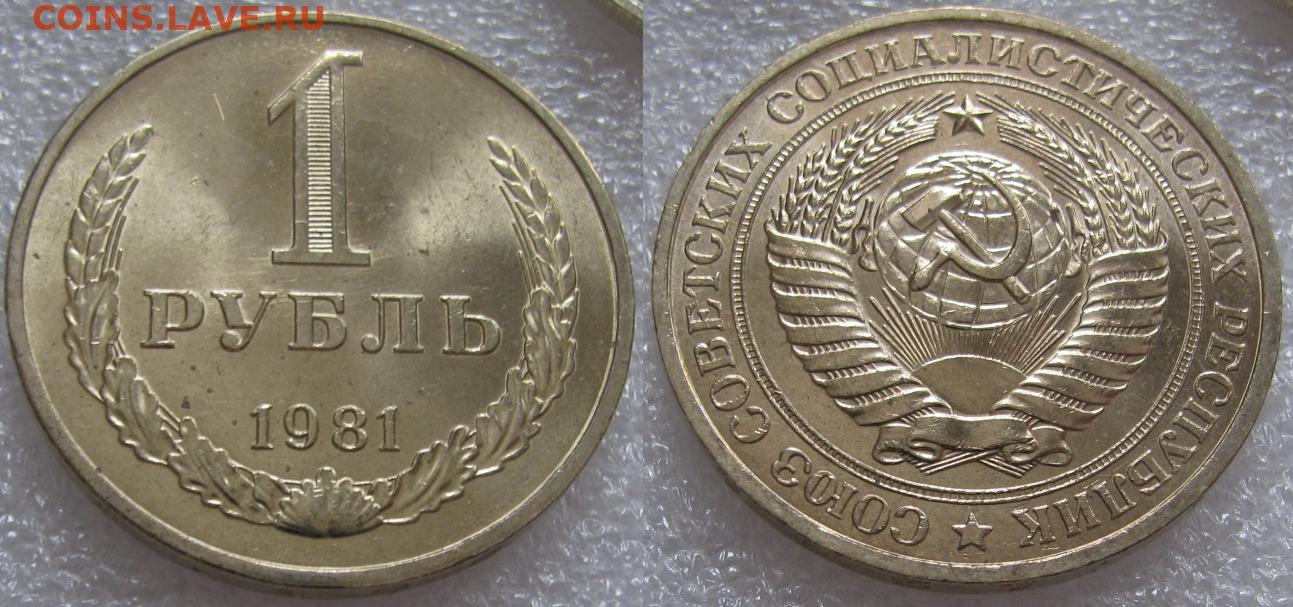 COINS.LAVE.RU
1
РУБЛЬ
1981
СОЮЗ СОВЕТСКИХ СОЦИАЛИСТИЧЕСКИХ РЕСПУБЛИК